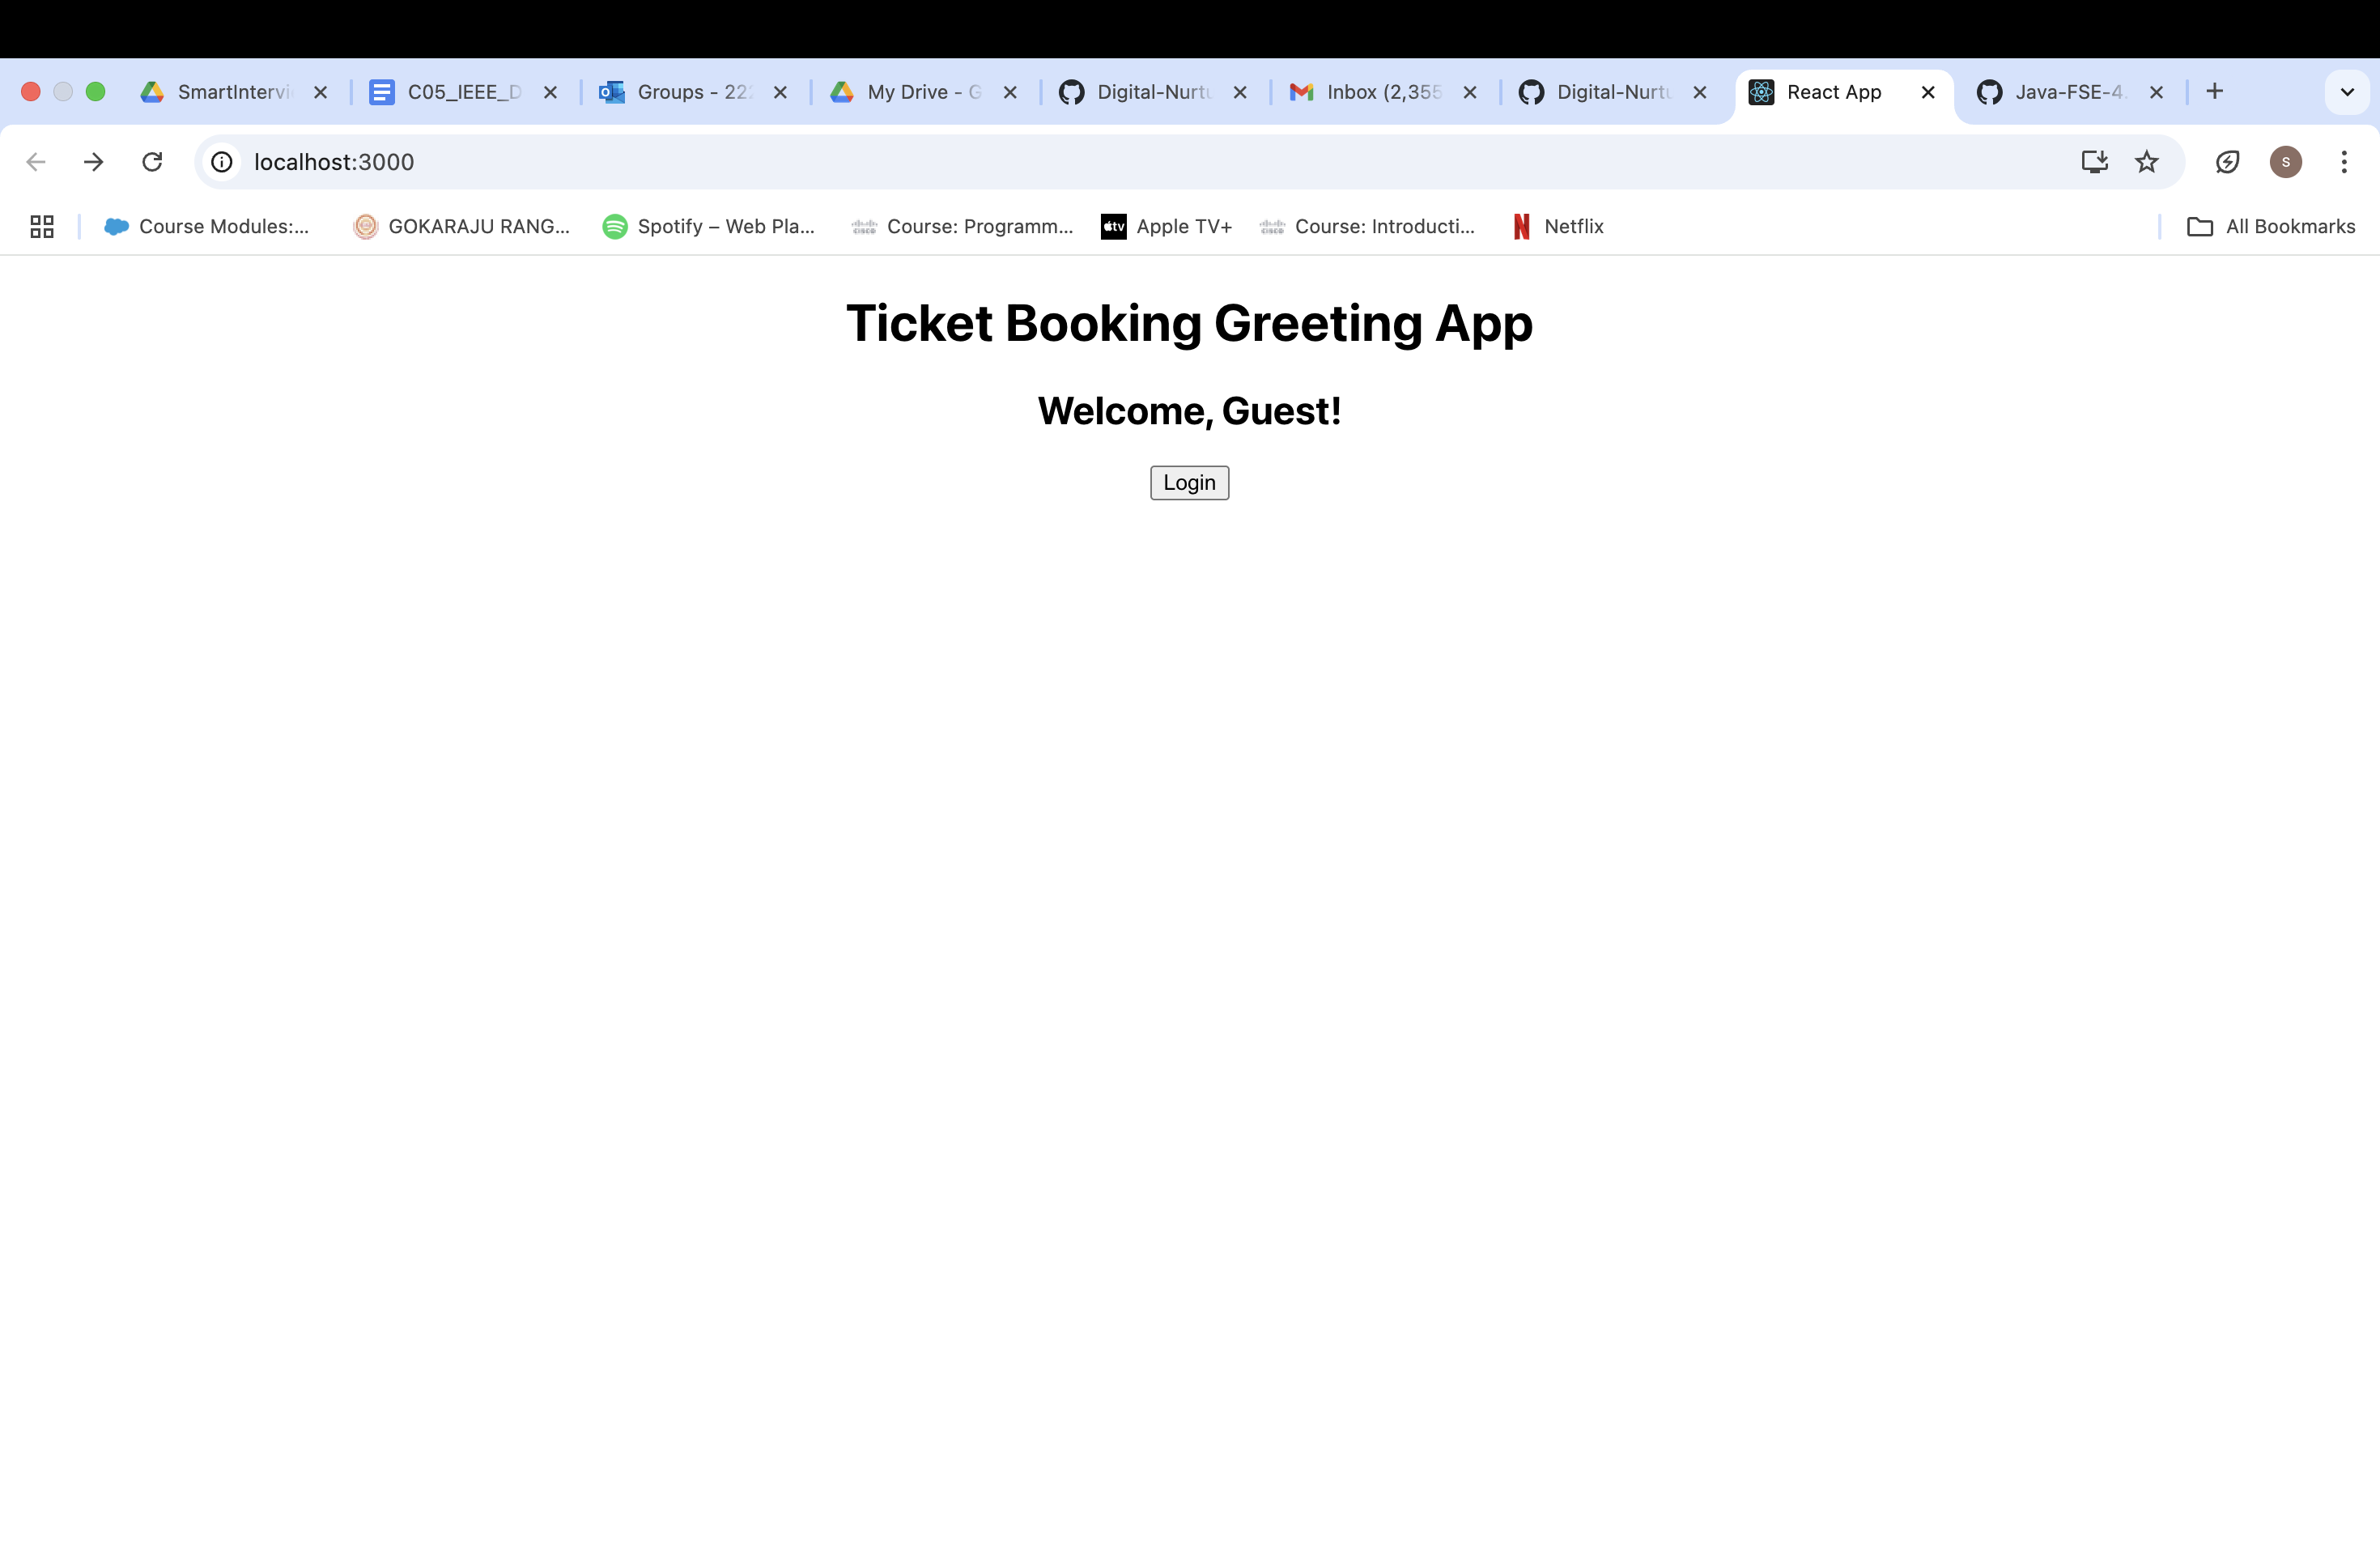 SmartIntervi C05_IEEE_D Groups - 222 My Drive - G Digital-Nurtu Inbox (2,355 Digital-Nurtu React App Java-FSE-4.
localhost:3000 S
Course Modules:... GOKARAJU RANG... Spotify – Web Pla... Course: Programm... Apple TV+ Course: Introducti... Netflix All Bookmarks
Ticket Booking Greeting App
Welcome, Guest!
Login